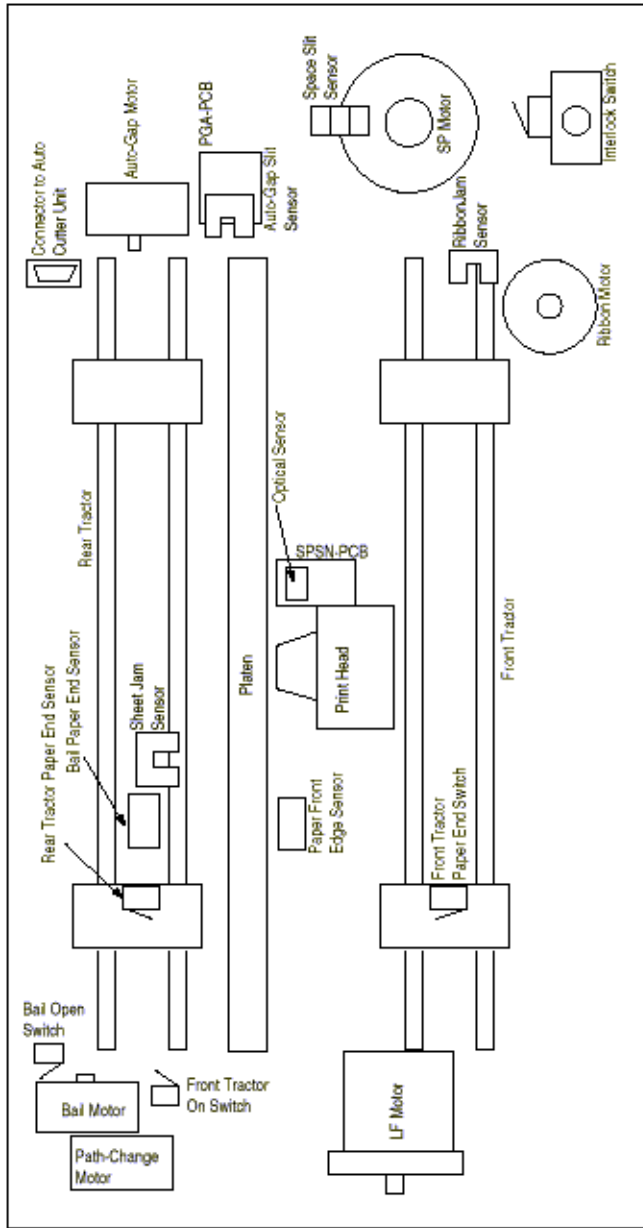 Connector to Auto
Cutter Unit
Auto-Gap Motor
PGA-PCB
Auto-Gap Slit
Sensor
Space Slit
Sensor
SP Motor
Interlock Switch
RibbonJam
Sensor
Ribbon Motor
Rear Tractor
Optical Sensor
SPSN-PCB
Platen
Print Head
Front Tractor
Rear Tractor Paper End Sensor
Bail Paper End Sensor
Sheet Jam
Sensor
Paper Front
Edge Sensor
Front Tractor
Paper End Switch
Bail Open
Switch
Bail Motor
Front Tractor
On Switch
Path-Change
Motor
LF Motor